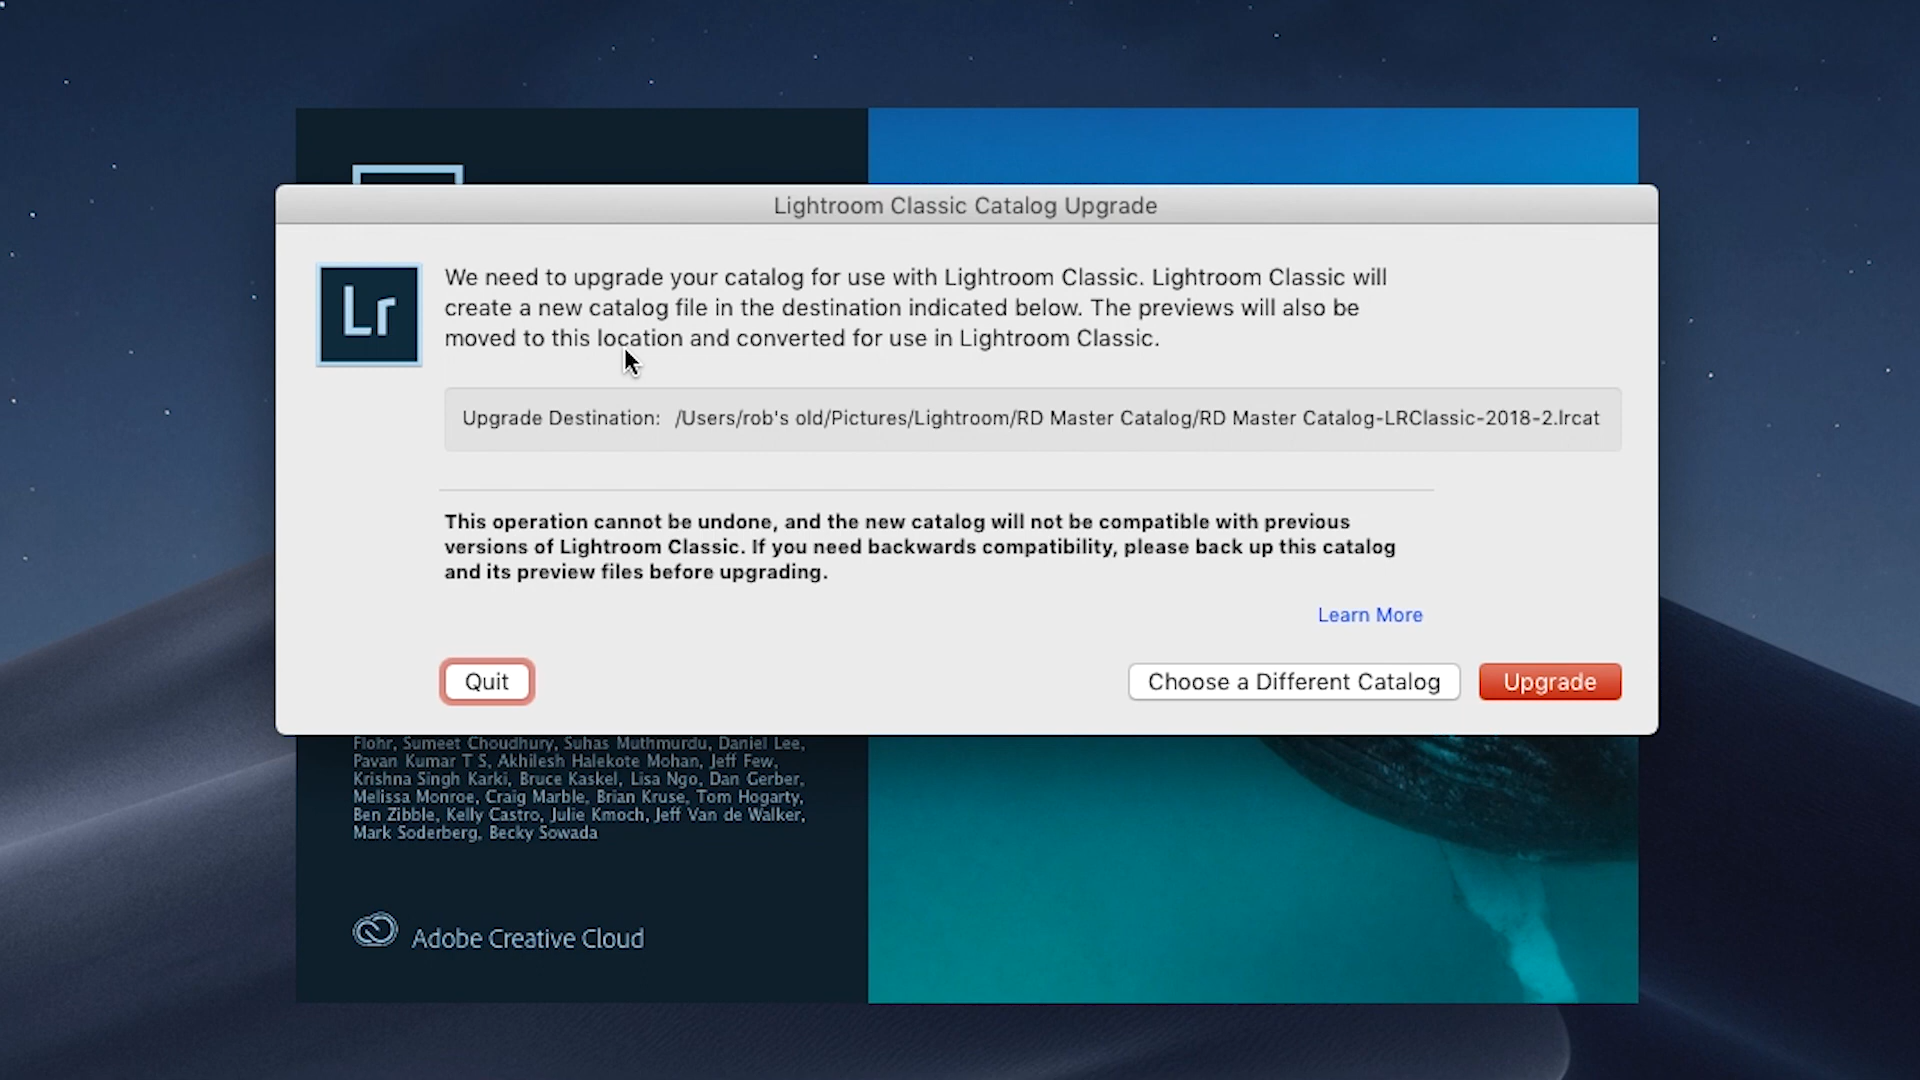 Lightroom Classic Catalog Upgrade
Lr
We need to upgrade your catalog for use with Lightroom Classic. Lightroom Classic will
create a new catalog file in the destination indicated below. The previews will also be
moved to this location and converted for use in Lightroom Classic.
Upgrade Destination: /Users/rob's old/Pictures/Lightroom/RD Master Catalog/RD Master Catalog-LRClassic-2018-2.lrcat
This operation cannot be undone, and the new catalog will not be compatible with previous
versions of Lightroom Classic. If you need backwards compatibility, please back up this catalog
and its preview files before upgrading.
Learn More
Quit
Choose a Different Catalog
Upgrade
Flohr, Sumeet Choudhury, Suhas Muthmurdu, Daniel Lee,
Pavan Kumar T S, Akhilesh Halekote Mohan, Jeff Few,
Krishna Singh Karki, Bruce Kaskel, Lisa Ngo, Dan Gerber,
Melissa Monroe, Craig Marble, Brian Kruse, Tom Hogarty,
Ben Zibble, Kelly Castro, Julie Kmoch, Jeff Van de Walker,
Mark Soderberg, Becky Sowada
Adobe Creative Cloud